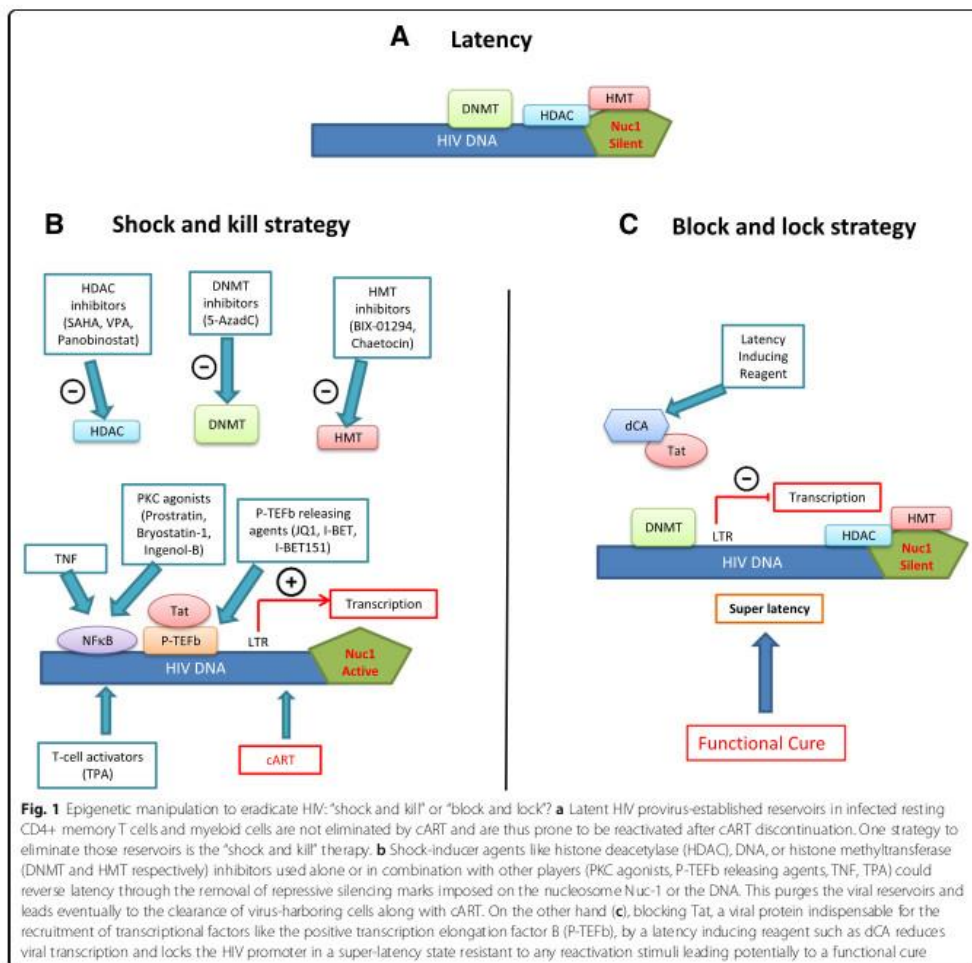 A Latency
DNMT
HDAC
HMT
HIV DNA
Nuc1
Silent
B Shock and kill strategy
HDAC
inhibitors
(SAHA, VPA,
Panobinostat)
DNMT
inhibitors
(5-AzadC)
HMT
inhibitors
(BIX-01294,
Chaetocin)
−
−
−
HDAC
DNMT
HMT
TNF
PKC agonists
(Prostratin,
Bryostatin-1,
Ingenol-B)
P-TEFb releasing
agents (JQ1, I-BET,
I-BET151)
+
Transcription
Tat
NFκB
P-TEFb
LTR
HIV DNA
Nuc1
Active
T-cell activators
(TPA)
cART
C Block and lock strategy
Latency
Inducing
Reagent
dCA
Tat
−
Transcription
DNMT
LTR
HDAC
HMT
HIV DNA
Nuc1
Silent
Super latency
Functional Cure
Fig. 1 Epigenetic manipulation to eradicate HIV: “shock and kill” or “block and lock”? a Latent HIV provirus-established reservoirs in infected resting
CD4+ memory T cells and myeloid cells are not eliminated by cART and are thus prone to be reactivated after cART discontinuation. One strategy to
eliminate those reservoirs is the “shock and kill” therapy. b Shock-inducer agents like histone deacetylase (HDAC), DNA, or histone methyltransferase
(DNMT and HMT respectively) inhibitors used alone or in combination with other players (PKC agonists, P-TEFb releasing agents, TNF, TPA) could
reverse latency through the removal of repressive silencing marks imposed on the nucleosome Nuc-1 or the DNA. This purges the viral reservoirs and
leads eventually to the clearance of virus-harboring cells along with cART. On the other hand (c), blocking Tat, a viral protein indispensable for the
recruitment of transcriptional factors like the positive transcription elongation factor B (P-TEFb), by a latency inducing reagent such as dCA reduces
viral transcription and locks the HIV promoter in a super-latency state resistant to any reactivation stimuli leading potentially to a functional cure